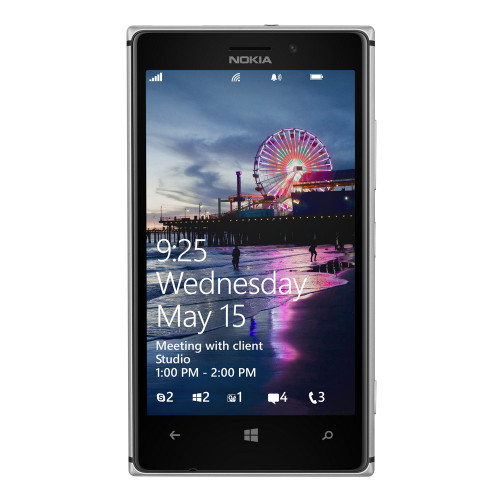 NOKIA
9:25
Wednesday
May 15
Meeting with client
Studio
1:00 PM - 2:00 PM
2 2 1 4 3